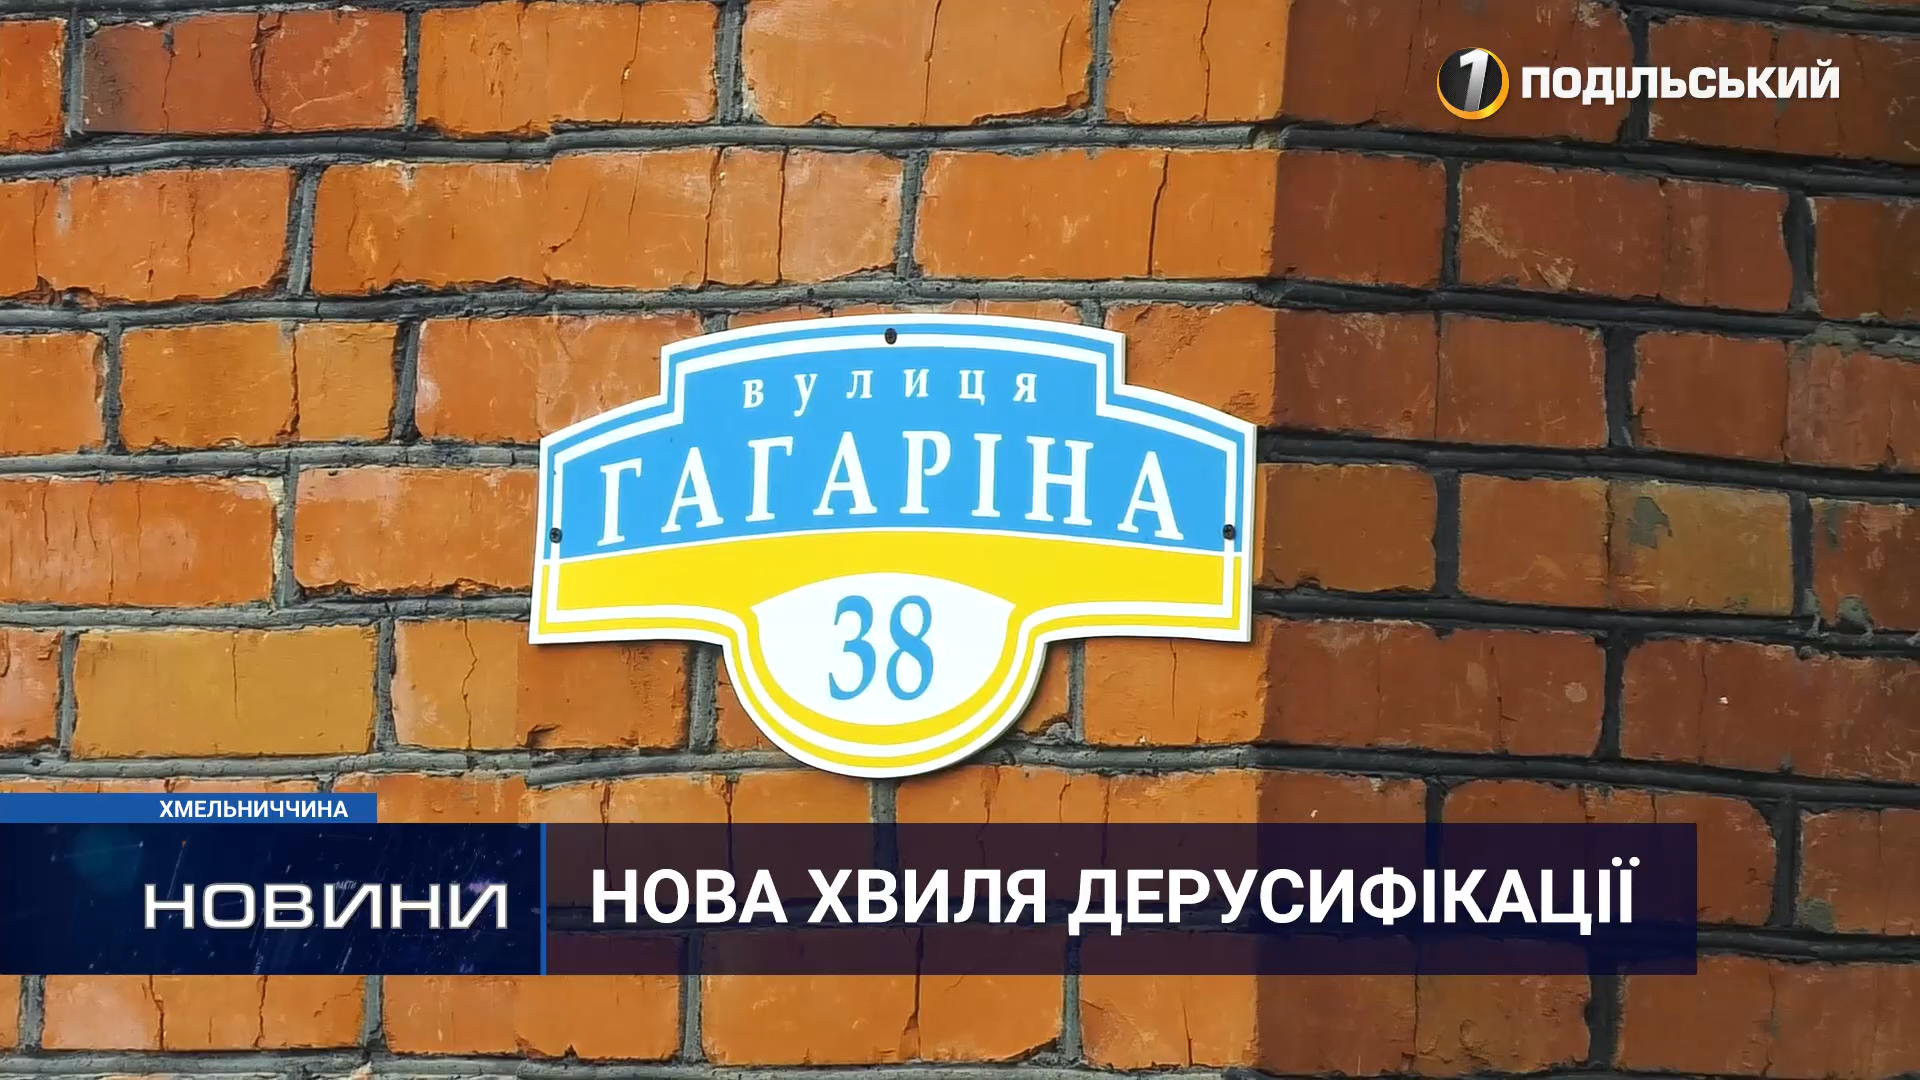 1 ПОДІЛЬСЬКИЙ
вулиця
ГАГАРІНА
38
ХМЕЛЬНИЧЧИНА
НОВИНИ
НОВА ХВИЛЯ ДЕРУСИФІКАЦІЇ